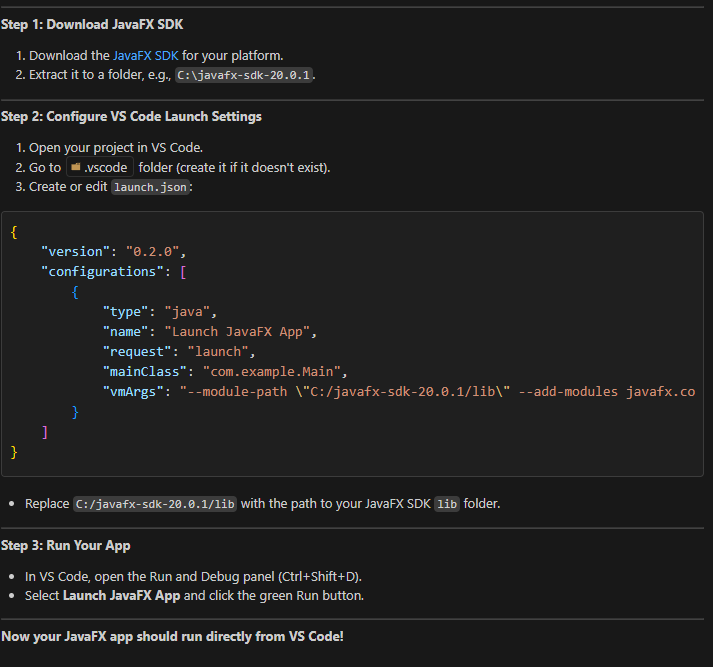 Step 1: Download JavaFX SDK
1. Download the JavaFX SDK for your platform.
2. Extract it to a folder, e.g., C:\javafx-sdk-20.0.1.
Step 2: Configure VS Code Launch Settings
1. Open your project in VS Code.
2. Go to .vscode folder (create it if it doesn't exist).
3. Create or edit launch.json:
{
    "version": "0.2.0",
    "configurations": [
        {
            "type": "java",
            "name": "Launch JavaFX App",
            "request": "launch",
            "mainClass": "com.example.Main",
            "vmArgs": "--module-path \"C:/javafx-sdk-20.0.1/lib\" --add-modules javafx.co
        }
    ]
}
• Replace C:/javafx-sdk-20.0.1/lib with the path to your JavaFX SDK lib folder.
Step 3: Run Your App
• In VS Code, open the Run and Debug panel (Ctrl+Shift+D).
• Select Launch JavaFX App and click the green Run button.
Now your JavaFX app should run directly from VS Code!